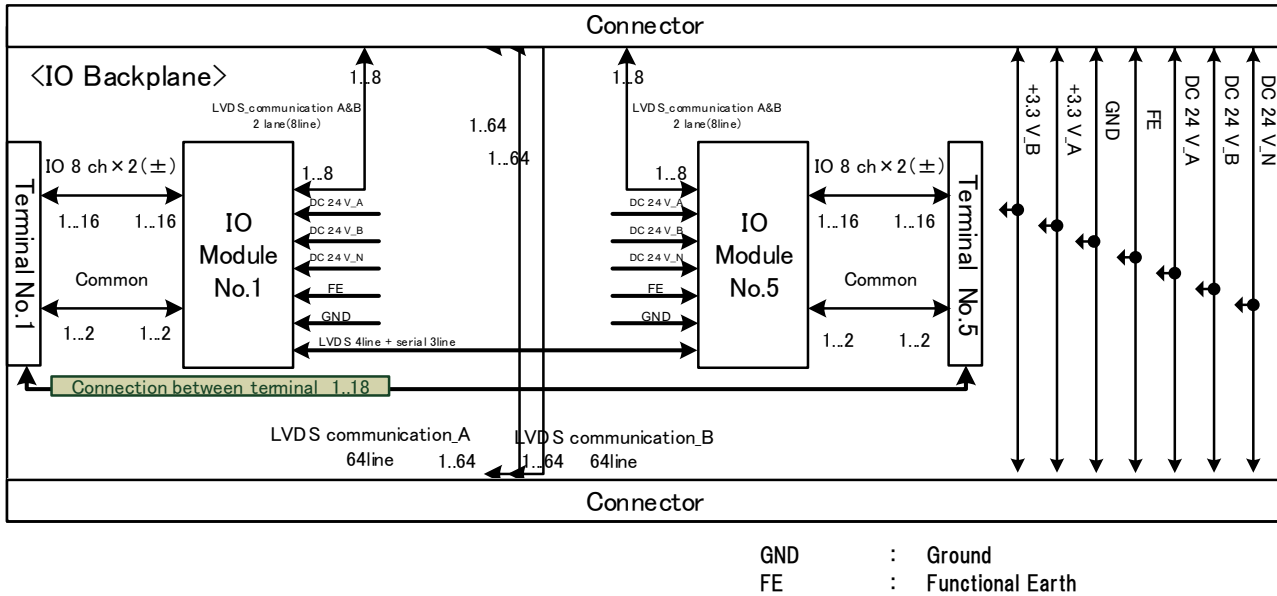 Connector
<IO Backplane>
1...8
LVDS_communication A&B
2 lane(8line)
1...64
1...64
1...8
LVDS_communication A&B
2 lane(8line)
+3.3 V_B
+3.3 V_A
GND
FE
DC 24 V_A
DC 24 V_B
DC 24 V_N
Terminal No.1
IO 8 ch×2(±)
1...16
1...16
Common
1...2
1...2
IO
Module
No.1
1...8
DC 24 V_A
DC 24 V_B
DC 24 V_N
FE
GND
LVDS 4line + serial 3line
1...8
DC 24 V_A
DC 24 V_B
DC 24 V_N
FE
GND
IO
Module
No.5
IO 8 ch×2(±)
1...16
1...16
Common
1...2
1...2
Terminal No.5
Connection between terminal 1..18
LVDS communication_A
64line
1..64
LVDS communication_B
1..64
64line
Connector
GND : Ground
FE : Functional Earth